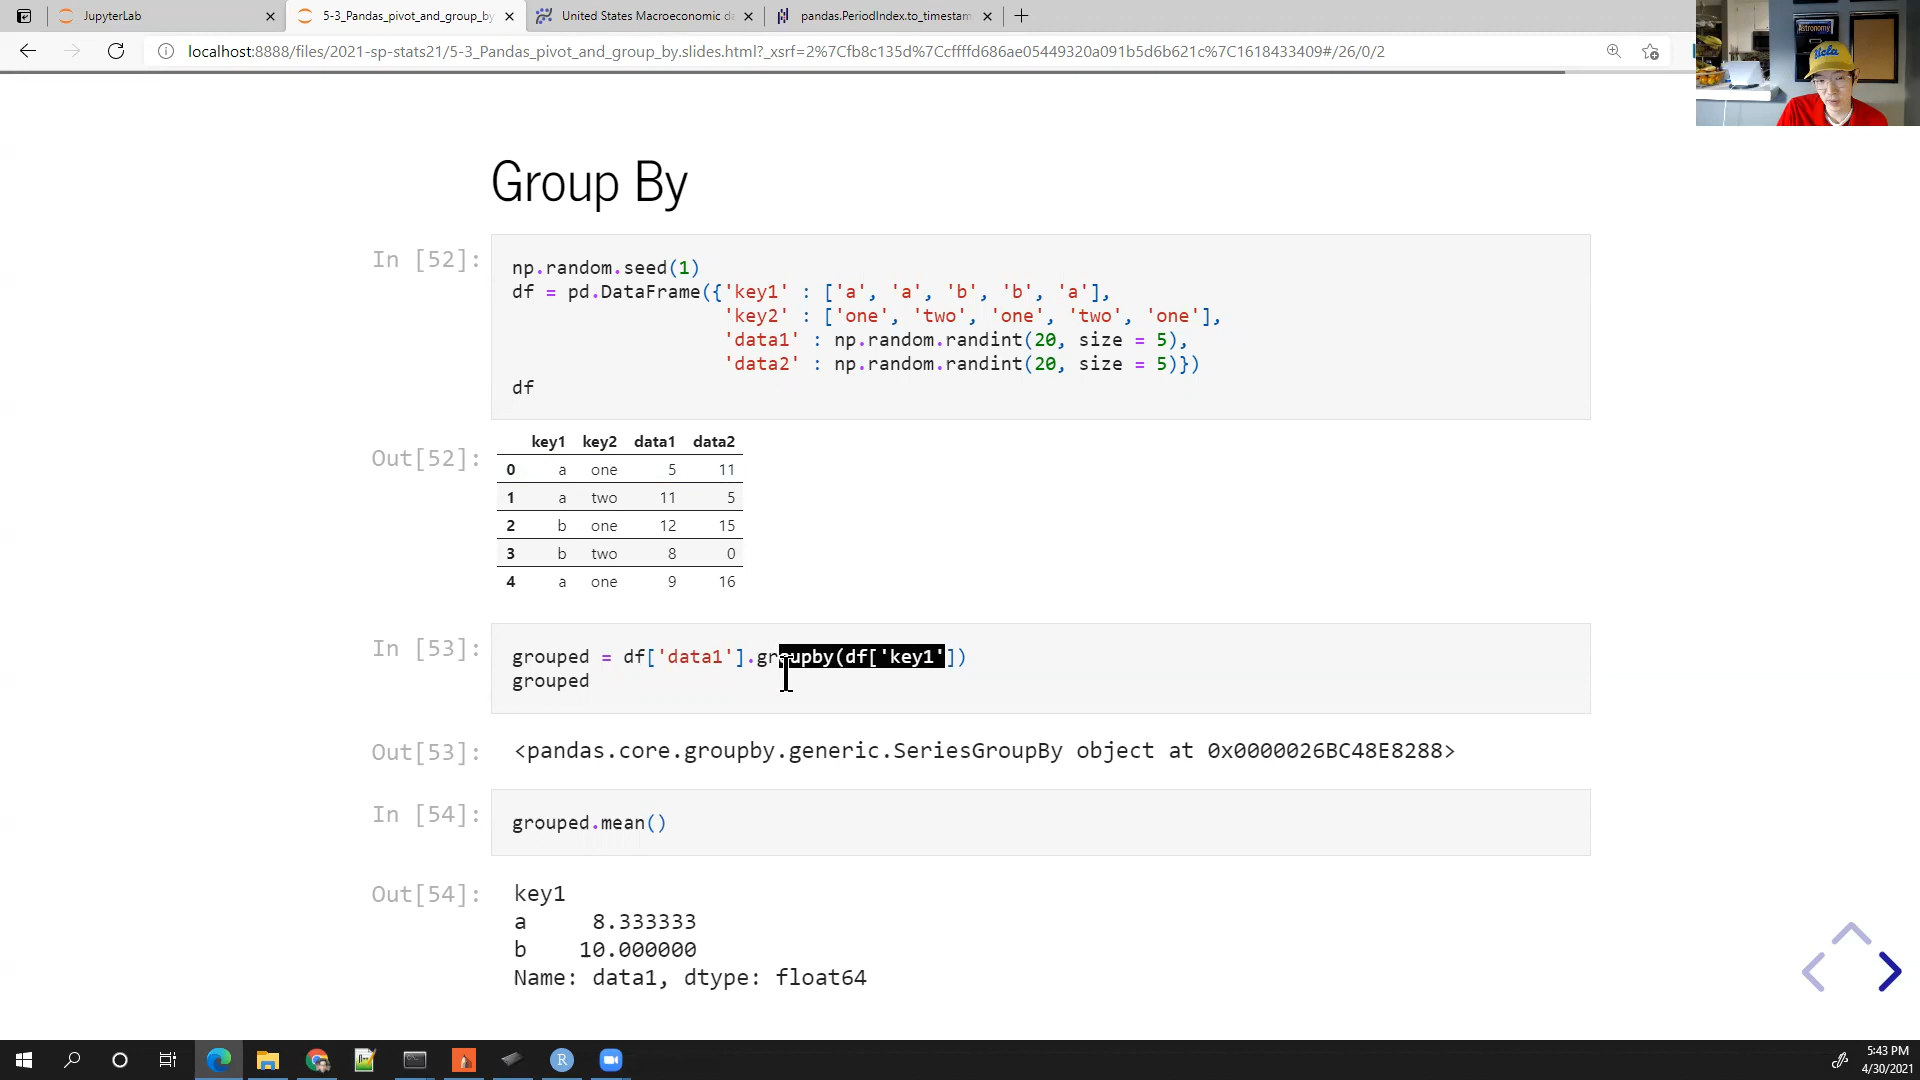 JupyterLab
5-3_Pandas_pivot_and_group_by
United States Macroeconomic da
pandas.PeriodIndex.to_timestam
localhost:8888/files/2021-sp-stats21/5-3_Pandas_pivot_and_group_by.slides.html?_xsrf=2%7Cfb8c135d%7Ccffffd686ae05449320a091b5d6b621c%7C1618433409#/26/0/2
Astronomy
ucla
Group By
In [52]:
np.random.seed(1)
df = pd.DataFrame({'key1' : ['a', 'a', 'b', 'b', 'a'],
'key2' : ['one', 'two', 'one', 'two', 'one'],
'data1' : np.random.randint(20, size = 5),
'data2' : np.random.randint(20, size = 5)})
df
Out[52]:
key1 key2 data1 data2
0 a one 5 11
1 a two 11 5
2 b one 12 15
3 b two 8 0
4 a one 9 16
In [53]:
grouped = df['data1'].groupby(df['key1'])
grouped
Out[53]:
<pandas.core.groupby.generic.SeriesGroupBy object at 0x0000026BC48E8288>
In [54]:
grouped.mean()
Out[54]:
key1
a 8.333333
b 10.000000
Name: data1, dtype: float64
R
5:43 PM
4/30/2021